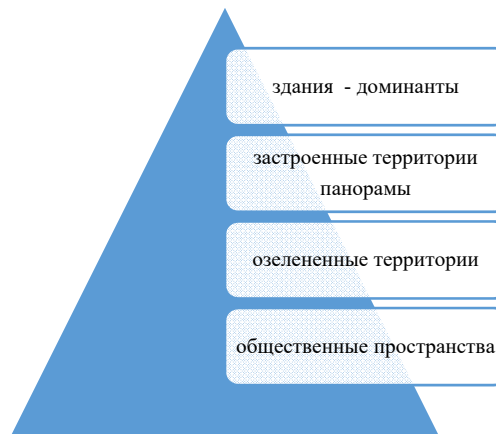 здания - доминанты
застроенные территории
панорамы
озелененные территории
общественные пространства